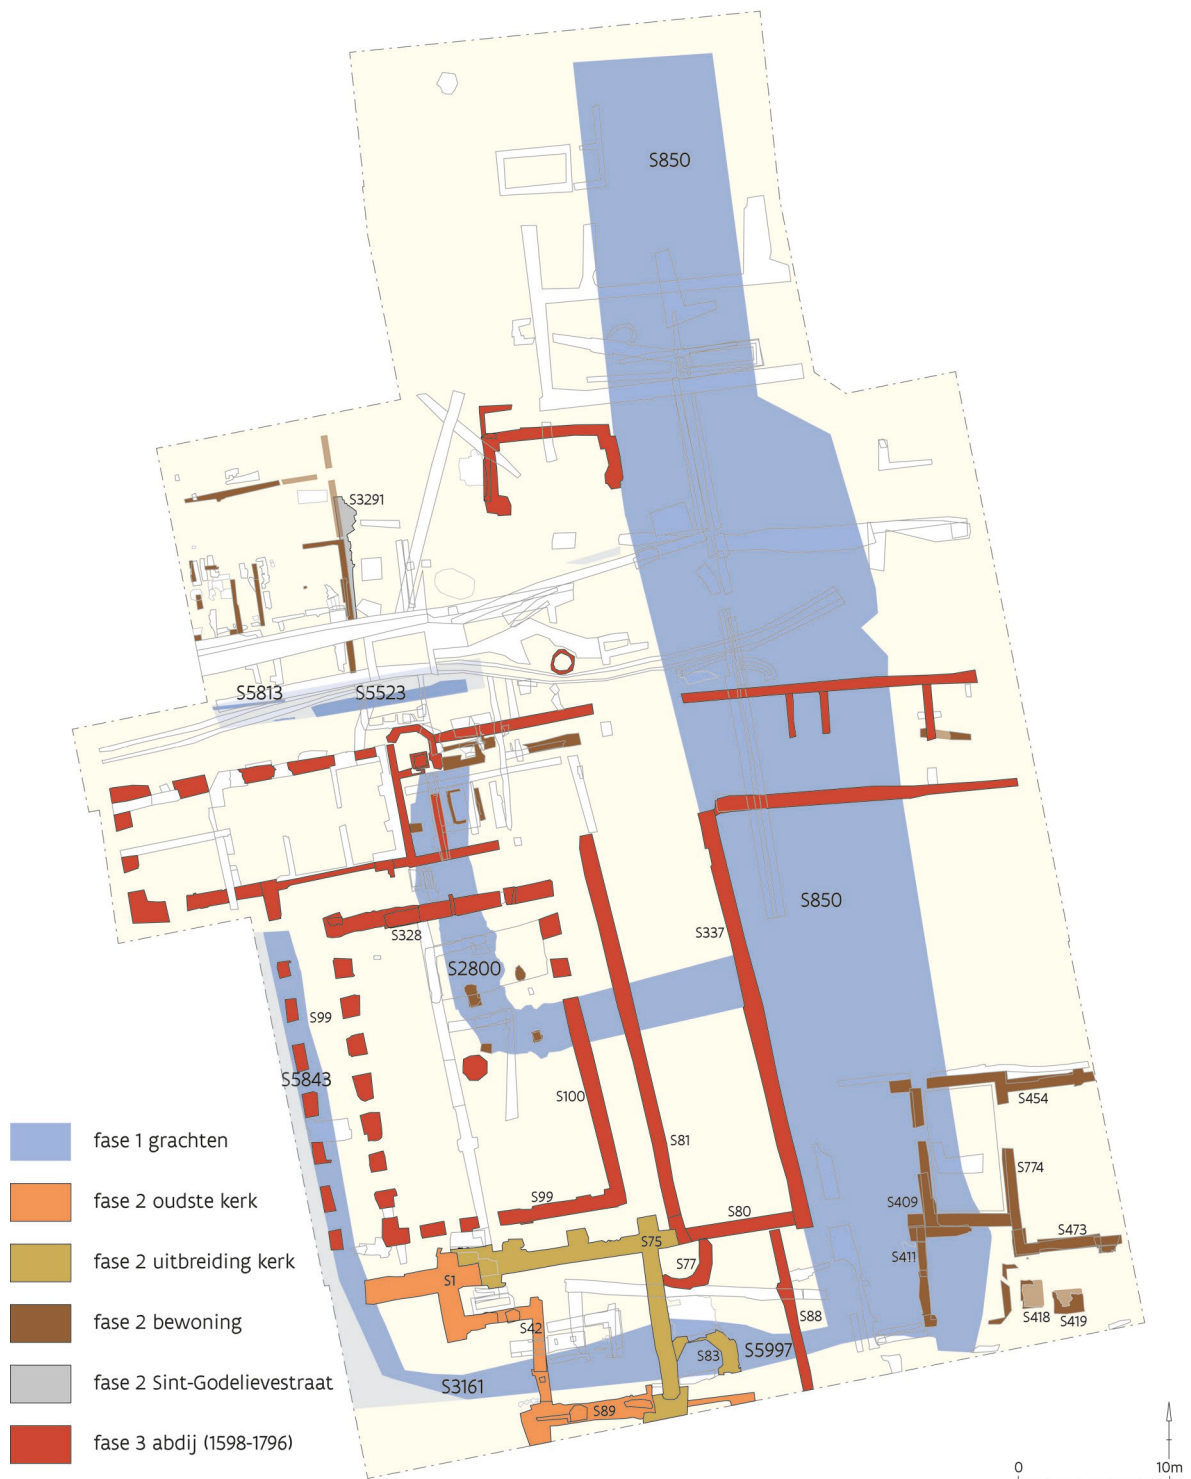 S850
S3291
S5813
S5523
S850
S337
S328
S2800
S99
S5843
S100
S81
S454
S774
S409
S99
S80
S473
S75
S411
S77
S1
S88
S418
S419
S42
S83
S5997
S3161
S89
fase 1 grachten
fase 2 oudste kerk
fase 2 uitbreiding kerk
fase 2 bewoning
fase 2 Sint-Godelievestraat
fase 3 abdij (1598-1796)
0
10m